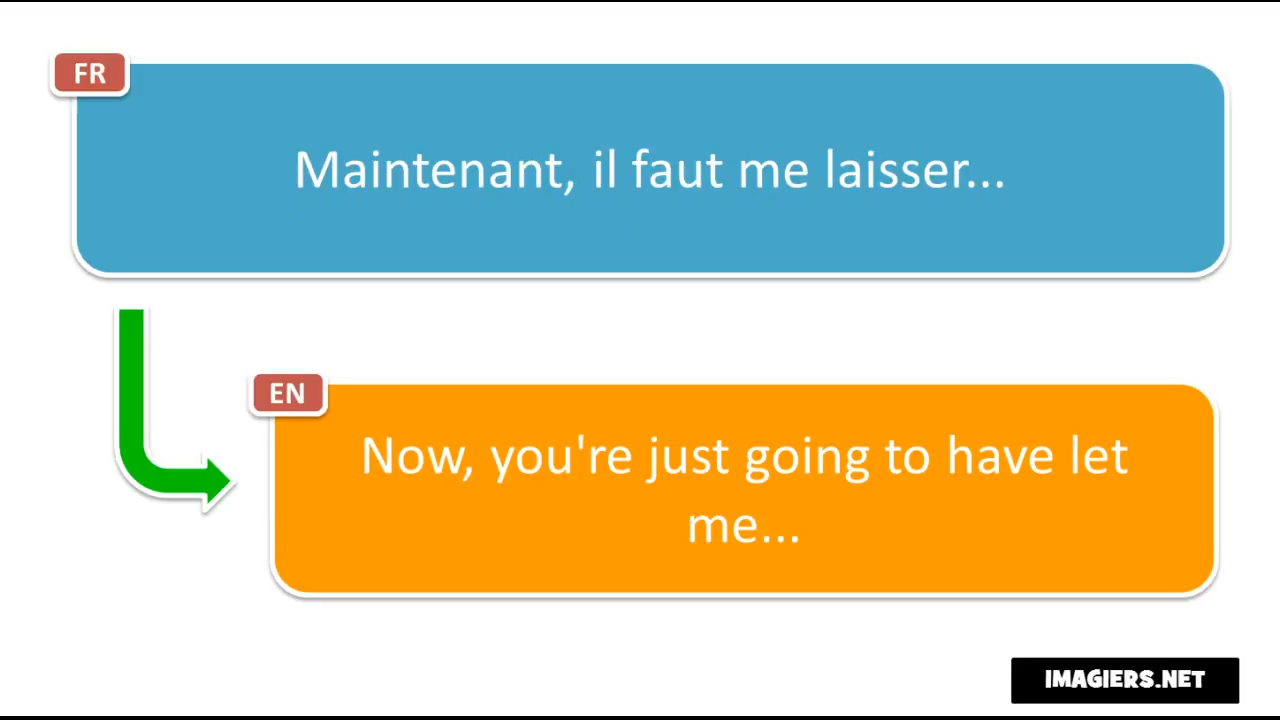 FR
Maintenant, il faut me laisser...
EN
Now, you're just going to have let
me...
IMAGIERS.NET